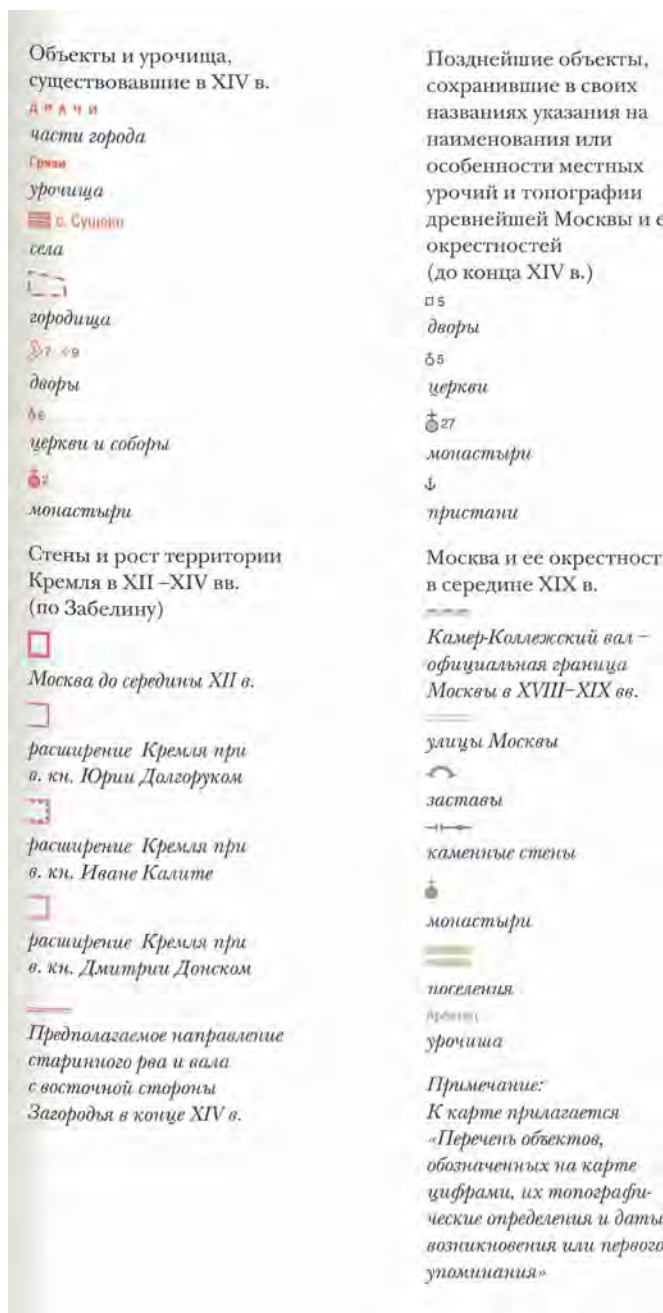 Объекты и урочища,
существовавшие в XIV в.
части города
Грязи
урочища
с. Сущево
села
городища
7 9
дворы
6
церкви и соборы
2
монастыри
Стены и рост территории
Кремля в XII –XIV вв.
(по Забелину)
Москва до середины XII в.
расширение Кремля при
в. кн. Юрии Долгоруком
расширение Кремля при
в. кн. Иване Калите
расширение Кремля при
в. кн. Дмитрии Донском
Предполагаемое направление
старинного рва и вала
с восточной стороны
Загородья в конце XIV в.
Позднейшие объекты,
сохранившие в своих
названиях указания на
наименования или
особенности местных
урочий и топографии
древнейшей Москвы и е
окрестностей
(до конца XIV в.)
5
дворы
5
церкви
27
монастыри
пристани
Москва и ее окрестност
в середине XIX в.
Камер-Коллежский вал –
официальная граница
Москвы в XVIII–XIX вв.
улицы Москвы
заставы
каменные стены
монастыри
поселения
урочища
Примечание:
К карте прилагается
«Перечень объектов,
обозначенных на карте
цифрами, их топографи-
ческие определения и даты
возникновения или первого
упоминания»